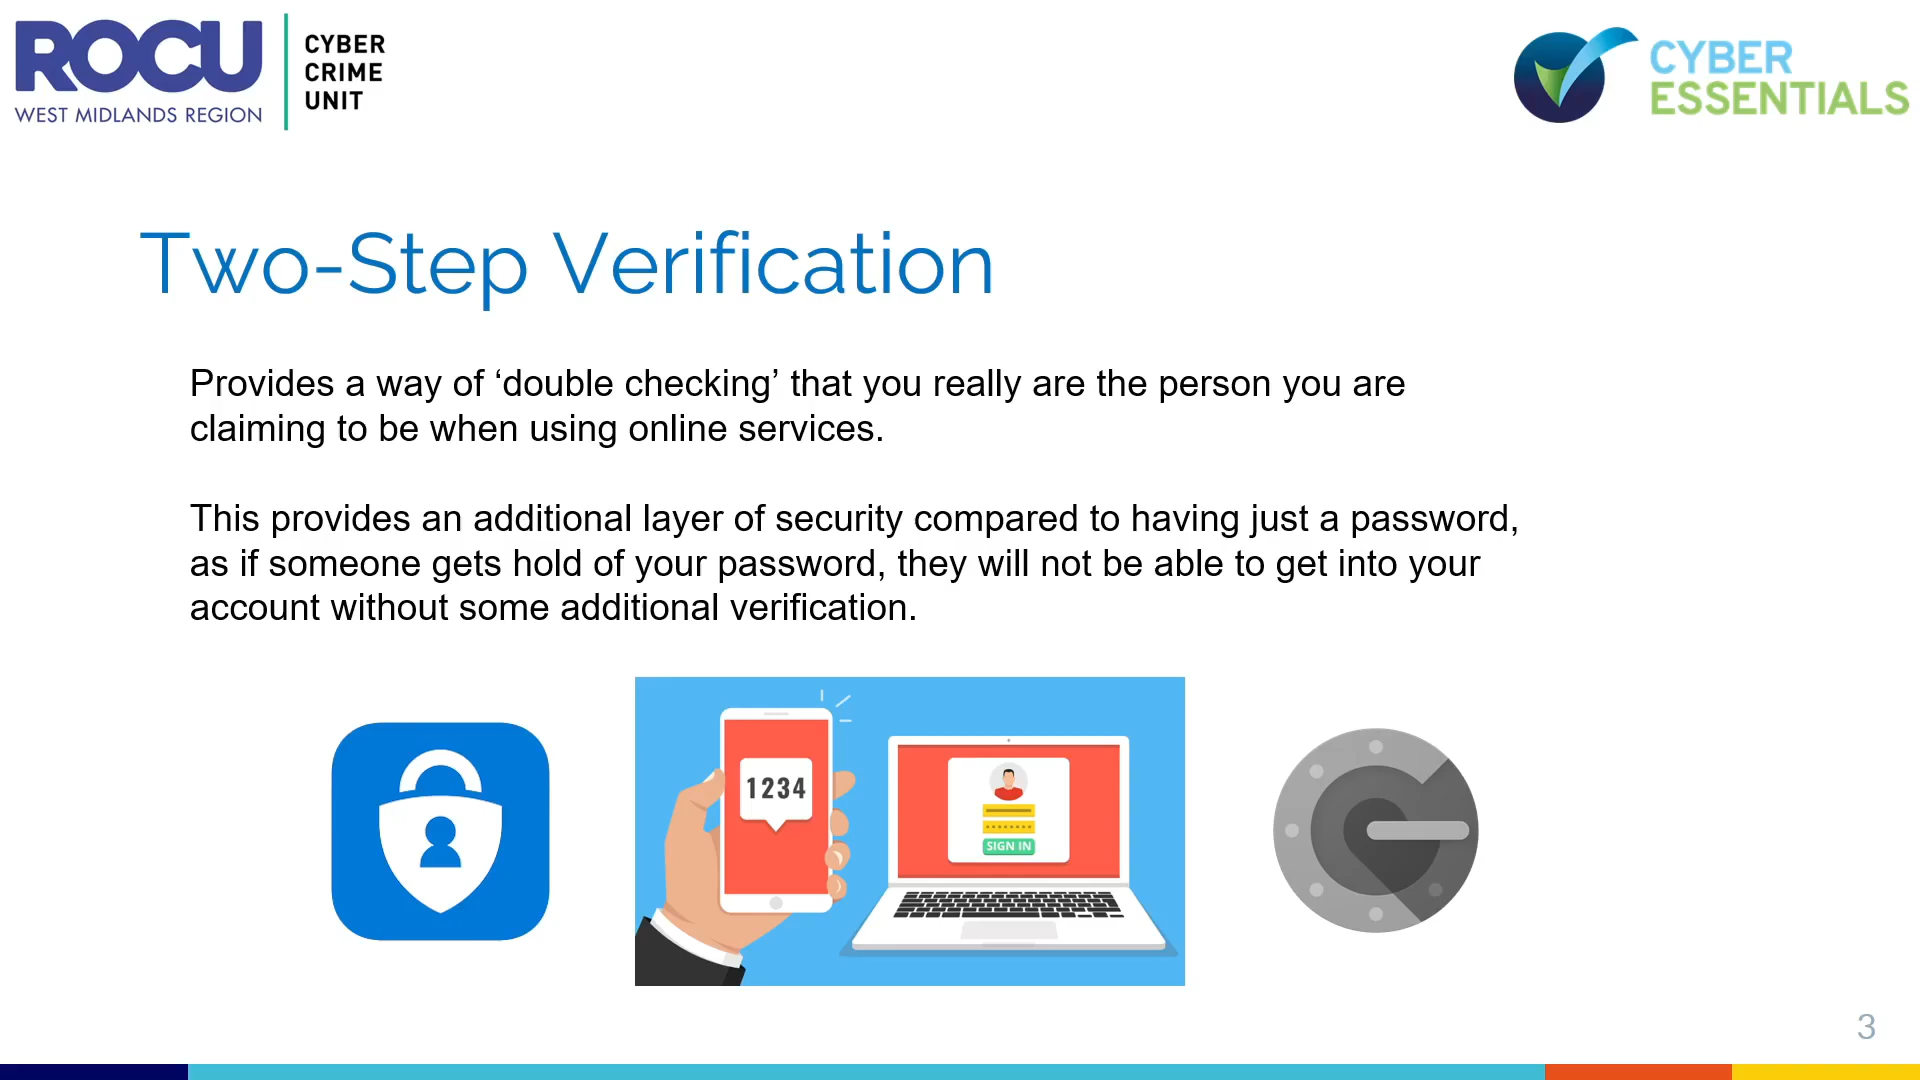 ROCU
WEST MIDLANDS REGION
CYBER
CRIME
UNIT
CYBER
ESSENTIALS
Two-Step Verification
Provides a way of ‘double checking’ that you really are the person you are
claiming to be when using online services.
This provides an additional layer of security compared to having just a password,
as if someone gets hold of your password, they will not be able to get into your
account without some additional verification.
1234
SIGN IN
3